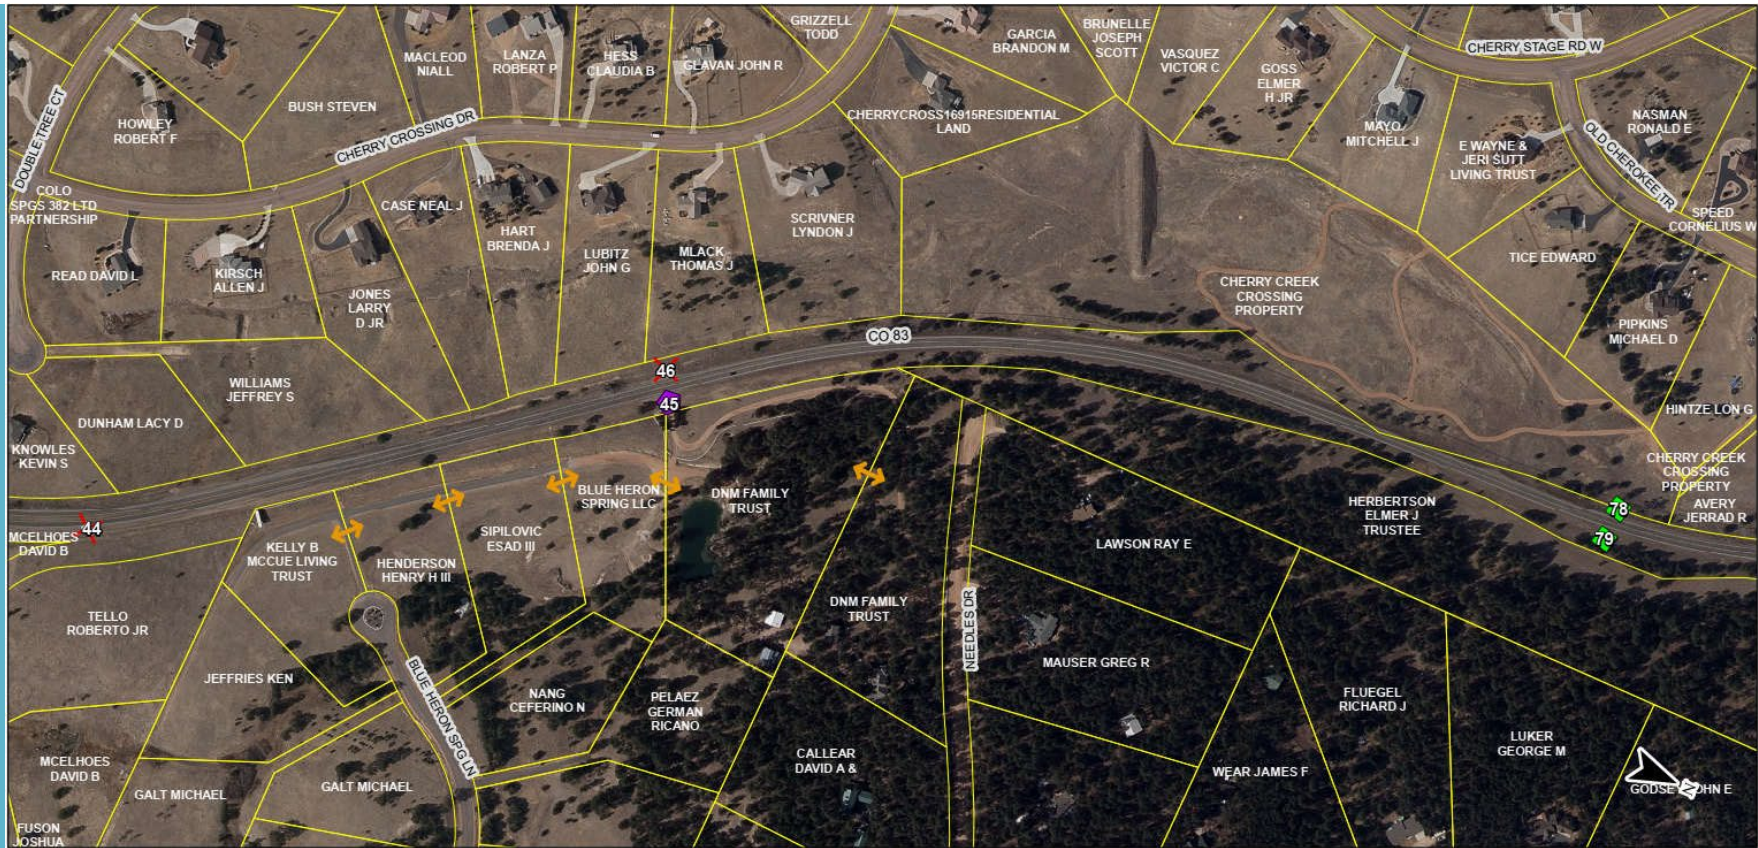 GRIZZELL
TODD
BRUNELLE
JOSEPH
SCOTT
GARCIA
BRANDON M
VASQUEZ
VICTOR C
CHERRY STAGE RD W
MACLEOD
NIALL
LANZA
ROBERT P
HESS
CLAUDIA B
GLAVAN JOHN R
GOSS
ELMER
H JR
BUSH STEVEN
HOWLEY
ROBERT F
DOUBLE TREE CT
CHERRY CROSSING DR
CHERRYCROSS16915RESIDENTIAL
LAND
MAYO
MITCHELL J
NASMAN
RONALD E
E WAYNE &
JERI SUTT
LIVING TRUST
OLD CHEROKEE TR
COLO
SPGS 382 LTD
PARTNERSHIP
CASE NEAL J
HART
BRENDA J
SCRIVNER
LYNDON J
SPEED
CORNELIUS W
LUBITZ
JOHN G
MLACK
THOMAS J
TICE EDWARD
READ DAVID L
KIRSCH
ALLEN J
JONES
LARRY
D JR
CHERRY CREEK
CROSSING
PROPERTY
PIPKINS
MICHAEL D
CO 83
46
45
WILLIAMS
JEFFREY S
DUNHAM LACY D
HINTZE LON G
KNOWLES
KEVIN S
CHERRY CREEK
CROSSING
PROPERTY
AVERY
JERRAD R
BLUE HERON
SPRING LLC
DNM FAMILY
TRUST
HERBERTSON
ELMER J
TRUSTEE
78
79
44
MCELHOES
DAVID B
KELLY B
MCCUE LIVING
TRUST
HENDERSON
HENRY H III
SIPILOVIC
ESAD III
LAWSON RAY E
TELLO
ROBERTO JR
DNM FAMILY
TRUST
NEEDLES DR
JEFFRIES KEN
BLUE HERON SPG LN
NANG
CEFERINO N
PELAEZ
GERMAN
RICANO
MAUSER GREG R
FLUEGEL
RICHARD J
LUKER
GEORGE M
MCELHOES
DAVID B
GALT MICHAEL
GALT MICHAEL
CALLEAR
DAVID A &
WEAR JAMES F
N
FUSON
JOSHUA